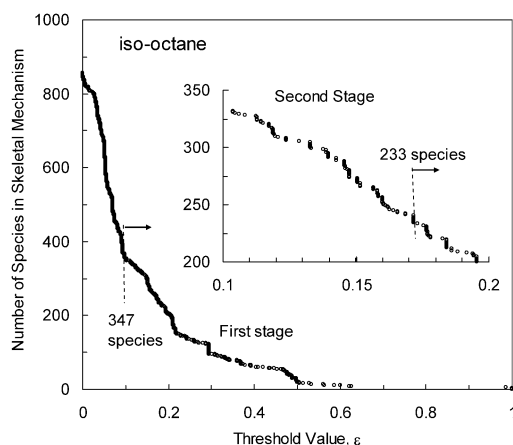 iso-octane
Number of Species in Skeletal Mechanism
1000
800
600
400
200
0
350
300
250
200
Second Stage
233 species
0.1
0.15
0.2
347
species
First stage
0
0.2
0.4
0.6
0.8
1
Threshold Value, ε